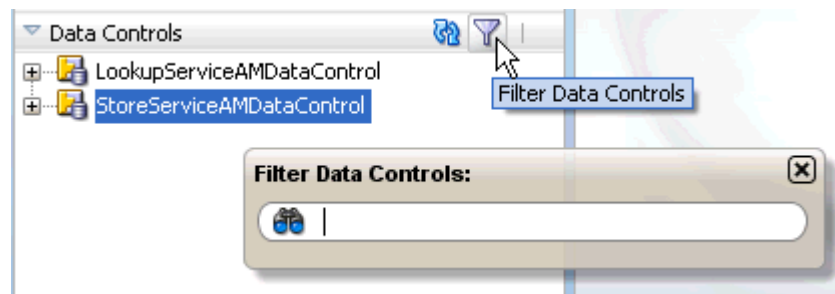 Data Controls
LookupServiceAMDataControl
StoreServiceAMDataControl
Filter Data Controls
Filter Data Controls: